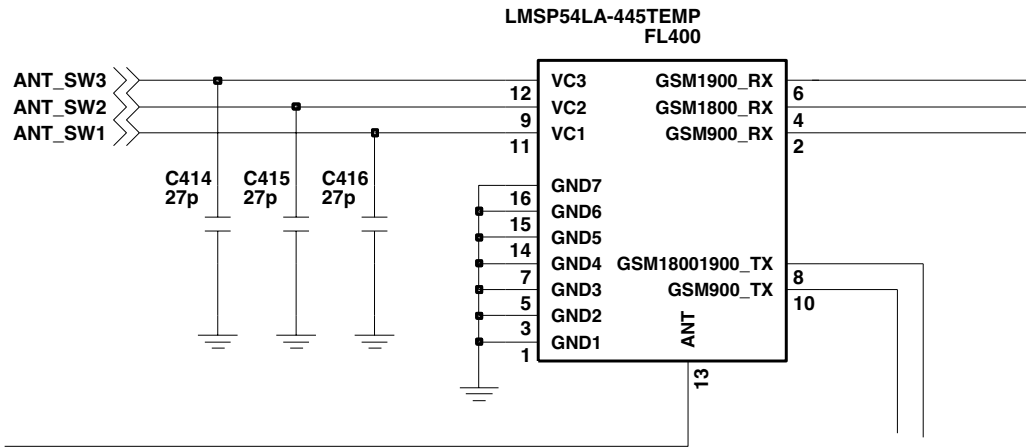 LMSP54LA-445TEMP
FL400
ANT_SW3
ANT_SW2
ANT_SW1
12
9
11
VC3
VC2
VC1
GSM1900_RX
GSM1800_RX
GSM900_RX
6
4
2
C414
27p
C415
27p
C416
27p
16
15
14
7
5
3
1
GND7
GND6
GND5
GND4
GND3
GND2
GND1
GSM18001900_TX
GSM900_TX
8
10
ANT
13